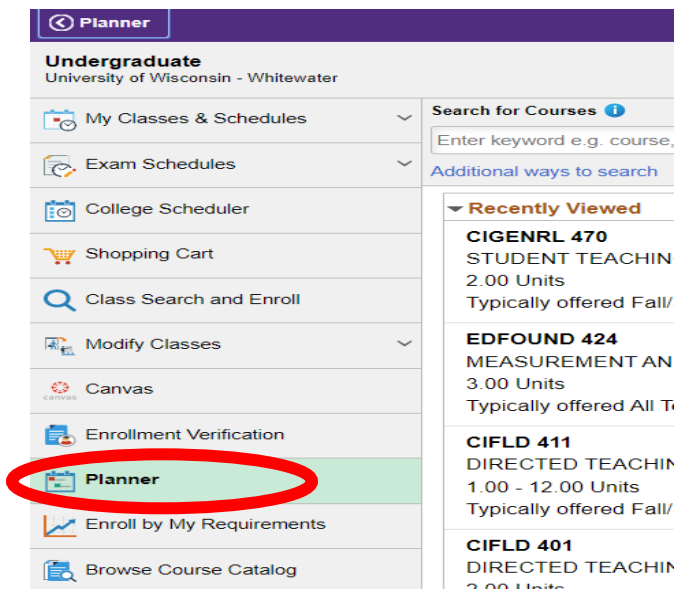 Planner
Undergraduate
University of Wisconsin - Whitewater
My Classes & Schedules
Exam Schedules
College Scheduler
Shopping Cart
Class Search and Enroll
Modify Classes
canvas
Canvas
Enrollment Verification
Planner
Enroll by My Requirements
Browse Course Catalog
Search for Courses
Enter keyword e.g. course,
Additional ways to search
Recently Viewed
CIGENRL 470
STUDENT TEACHIN
2.00 Units
Typically offered Fall/
EDFOUND 424
MEASUREMENT AN
3.00 Units
Typically offered All T
CIFLD 411
DIRECTED TEACHIN
1.00 - 12.00 Units
Typically offered Fall/
CIFLD 401
DIRECTED TEACHIN
2.00 Units